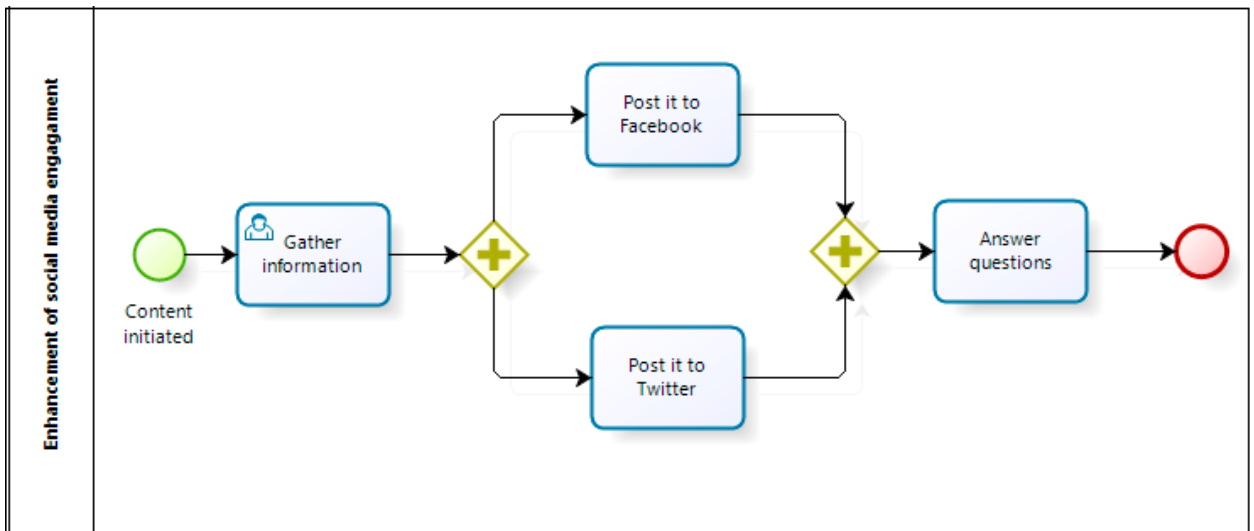 Enhancement of social media engagament
Content
initiated
Gather
information
Post it to
Facebook
Post it to
Twitter
Answer
questions